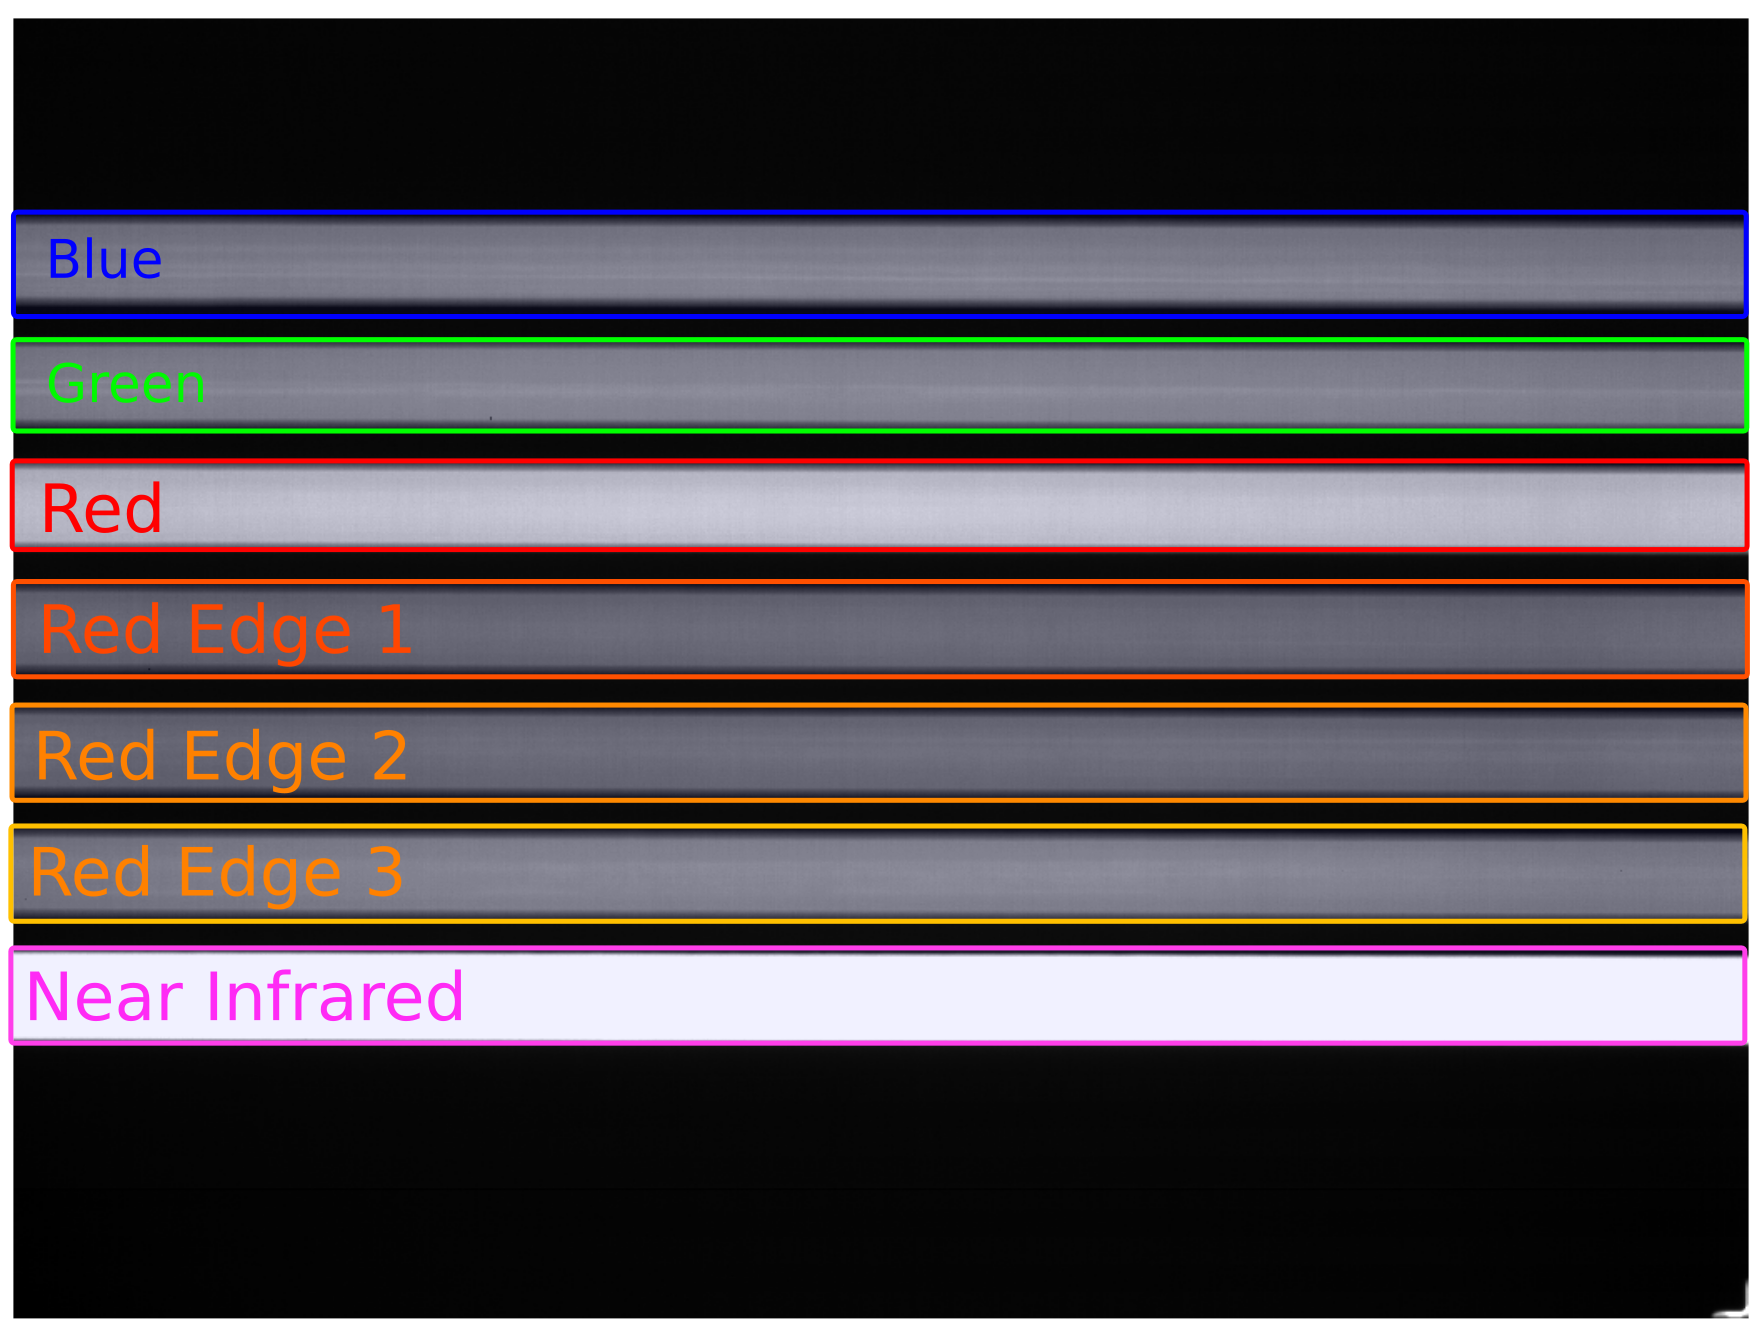 Blue
Green
Red
Red Edge 1
Red Edge 2
Red Edge 3
Near Infrared